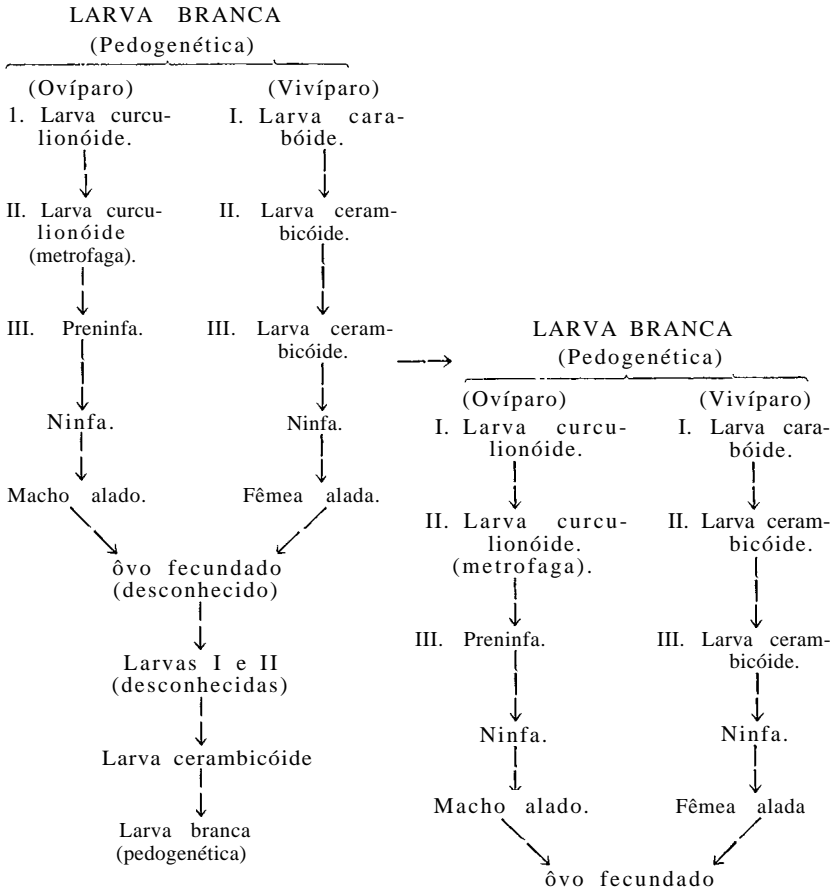 LARVA BRANCA
(Pedogenética)
(Ovíparo)
1. Larva curcu-
lionóide.
II. Larva curcu-
lionóide
(metrofaga).
III. Preninfa.
Ninfa.
Macho alado.
(Vivíparo)
I. Larva cara-
bóide.
II. Larva ceram-
bicóide.
III. Larva ceram-
bicóide.
Ninfa.
Fêmea alada.
ôvo fecundado
(desconhecido)
Larvas I e II
(desconhecidas)
Larva cerambicóide
Larva branca
(pedogenética)
LARVA BRANCA
(Pedogenética)
(Ovíparo)
I. Larva curcu-
lionóide.
II. Larva curcu-
lionóide.
(metrofaga).
III. Preninfa.
Ninfa.
Macho alado.
(Vivíparo)
I. Larva cara-
bóide.
II. Larva ceram-
bicóide.
III. Larva ceram-
bicóide.
Ninfa.
Fêmea alada
ôvo fecundado